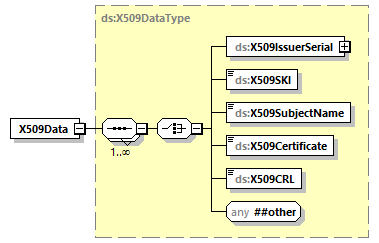 ds:X509DataType
ds:X509IssuerSerial
ds:X509SKI
X509Data
1..∞
ds:X509SubjectName
ds:X509Certificate
ds:X509CRL
any ##other